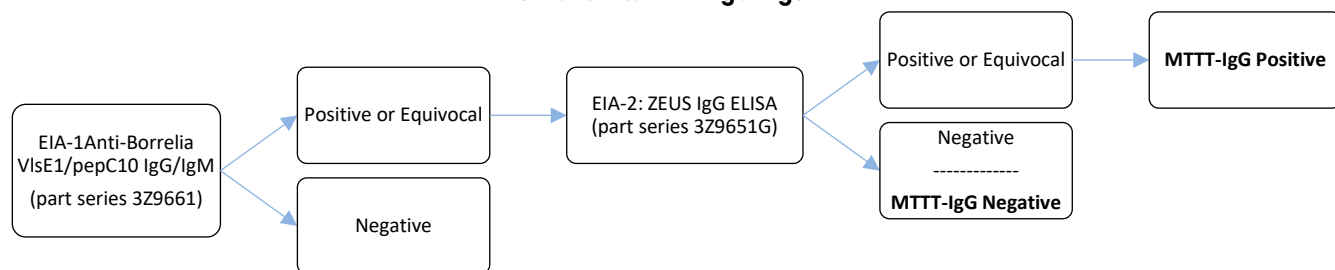 EIA-1Anti-Borrelia
VlsE1/pepC10 IgG/IgM
(part series 3Z9661)
Positive or Equivocal
Negative
EIA-2: ZEUS IgG ELISA
(part series 3Z9651G)
Positive or Equivocal
Negative
-------------
MTTT-IgG Negative
MTTT-IgG Positive